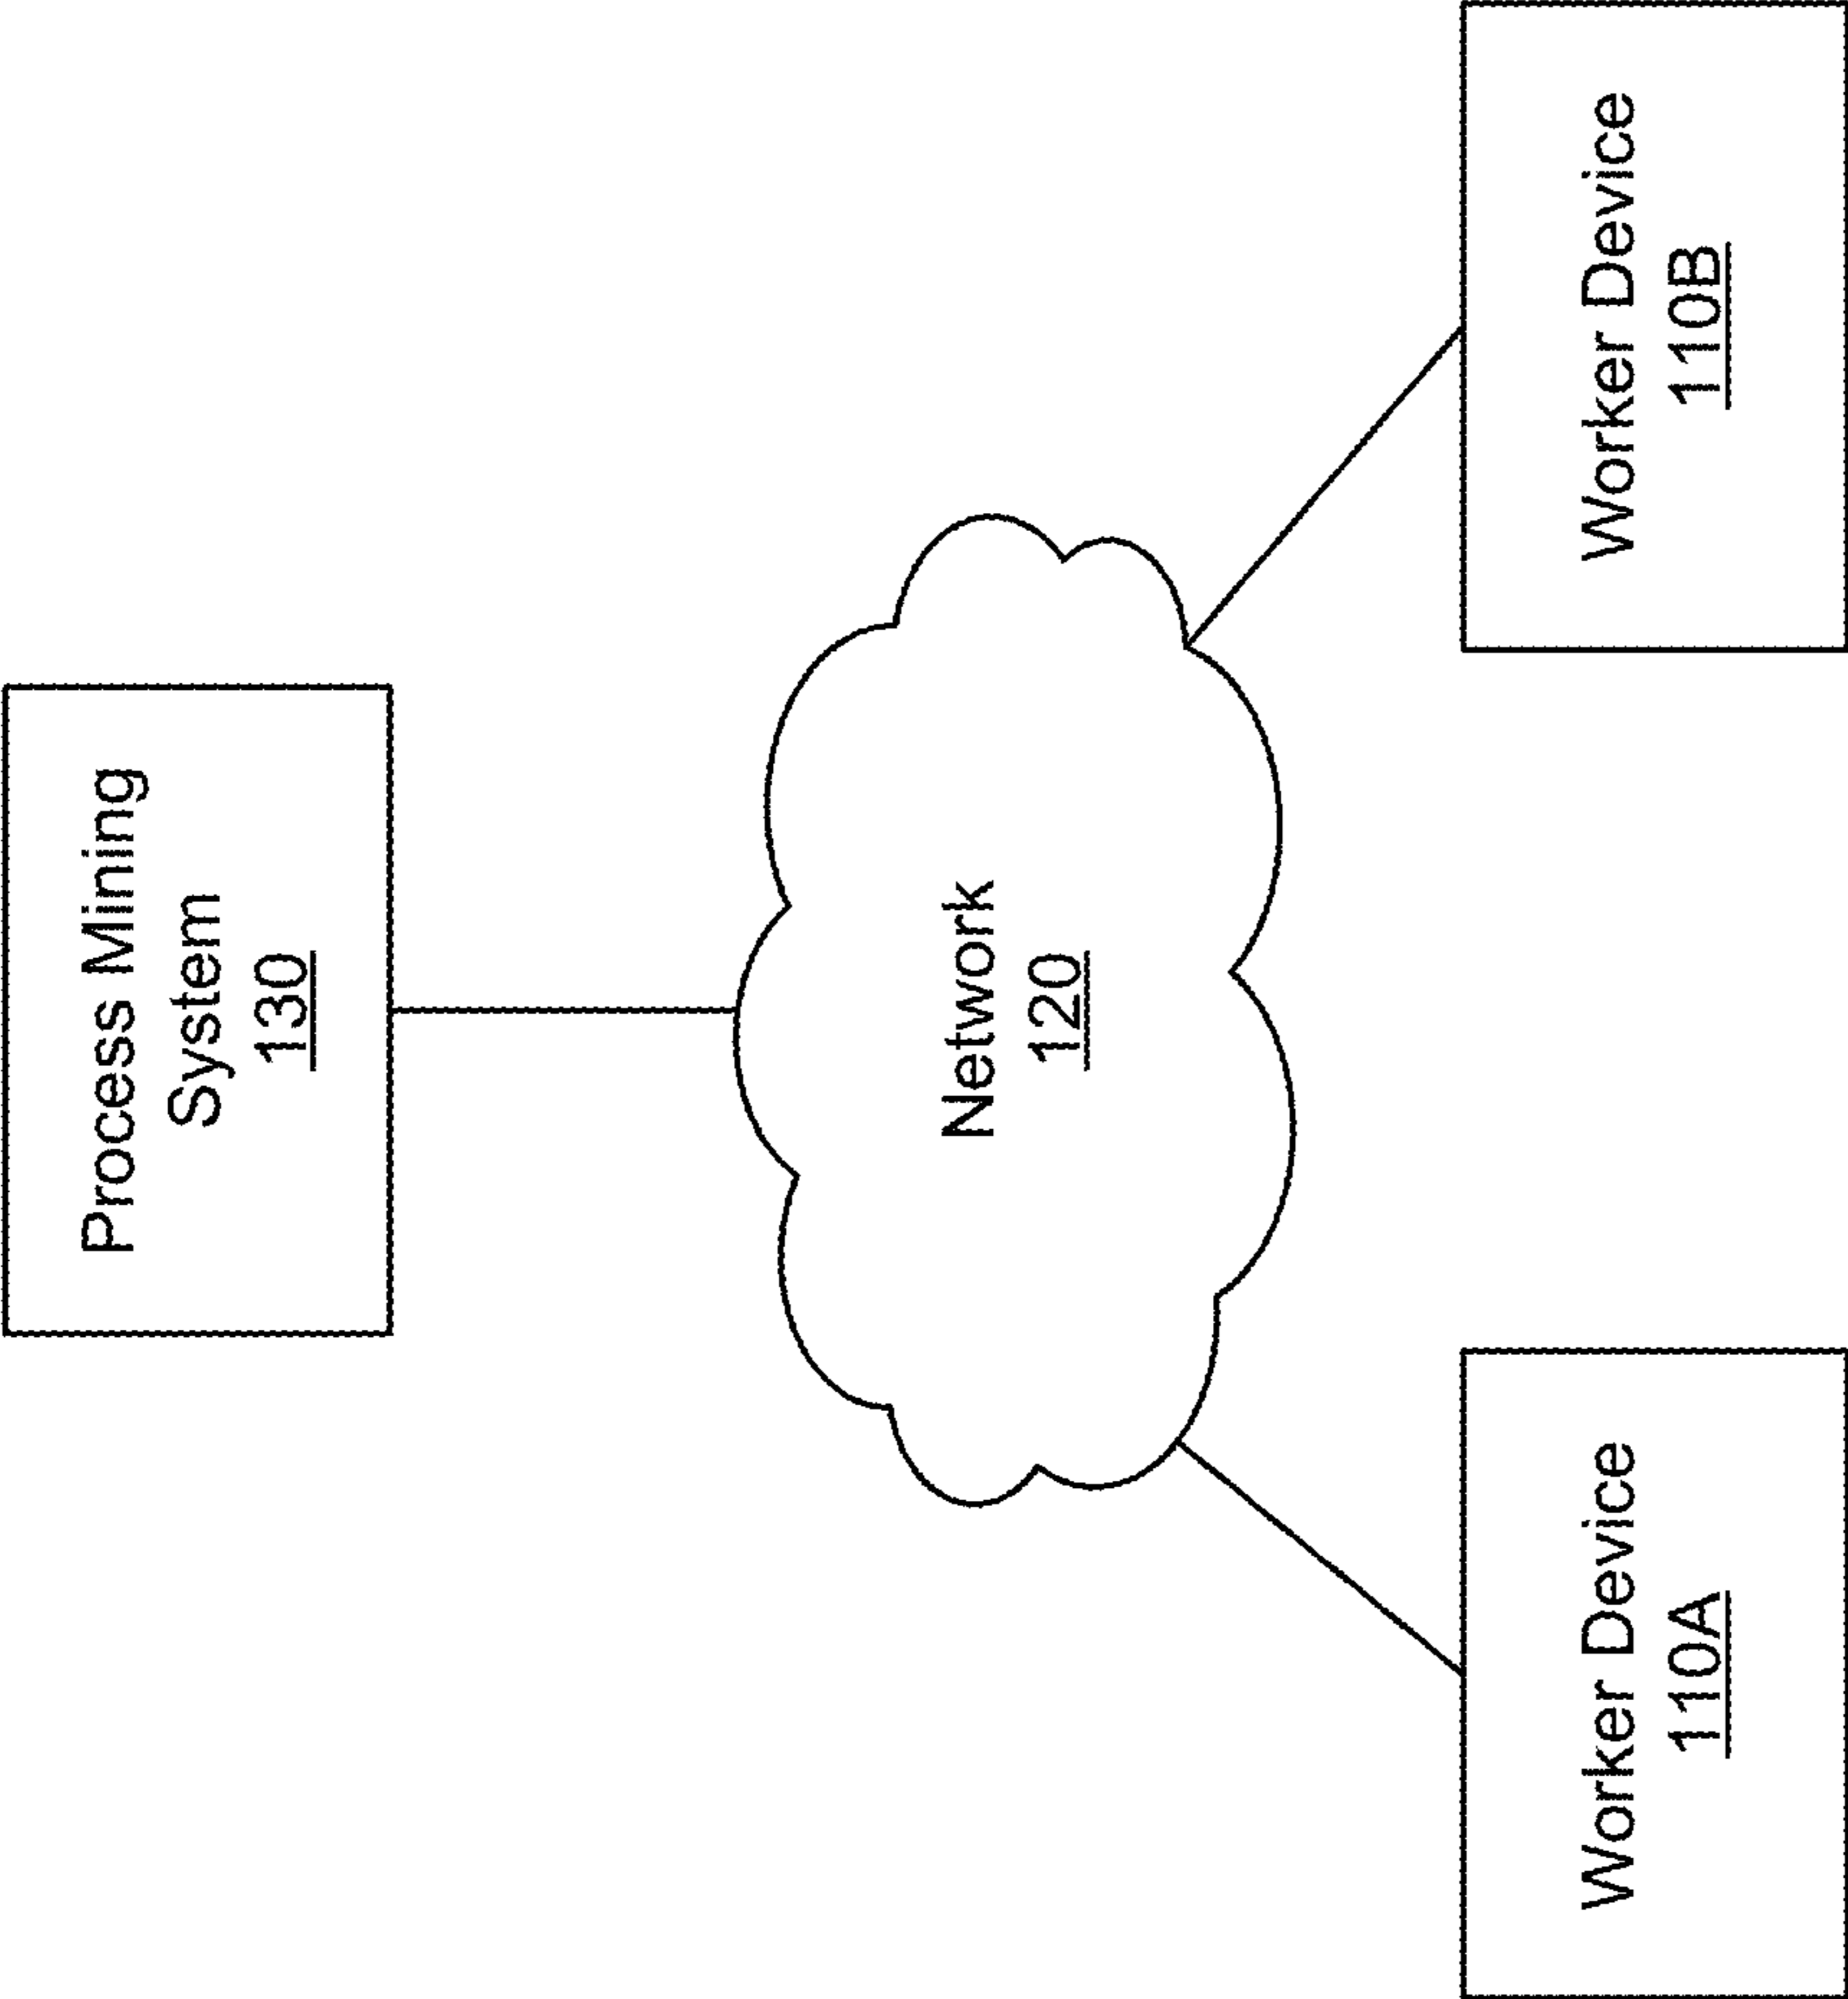 Process Mining
System
130
Network
120
Worker Device
110A
Worker Device
110B